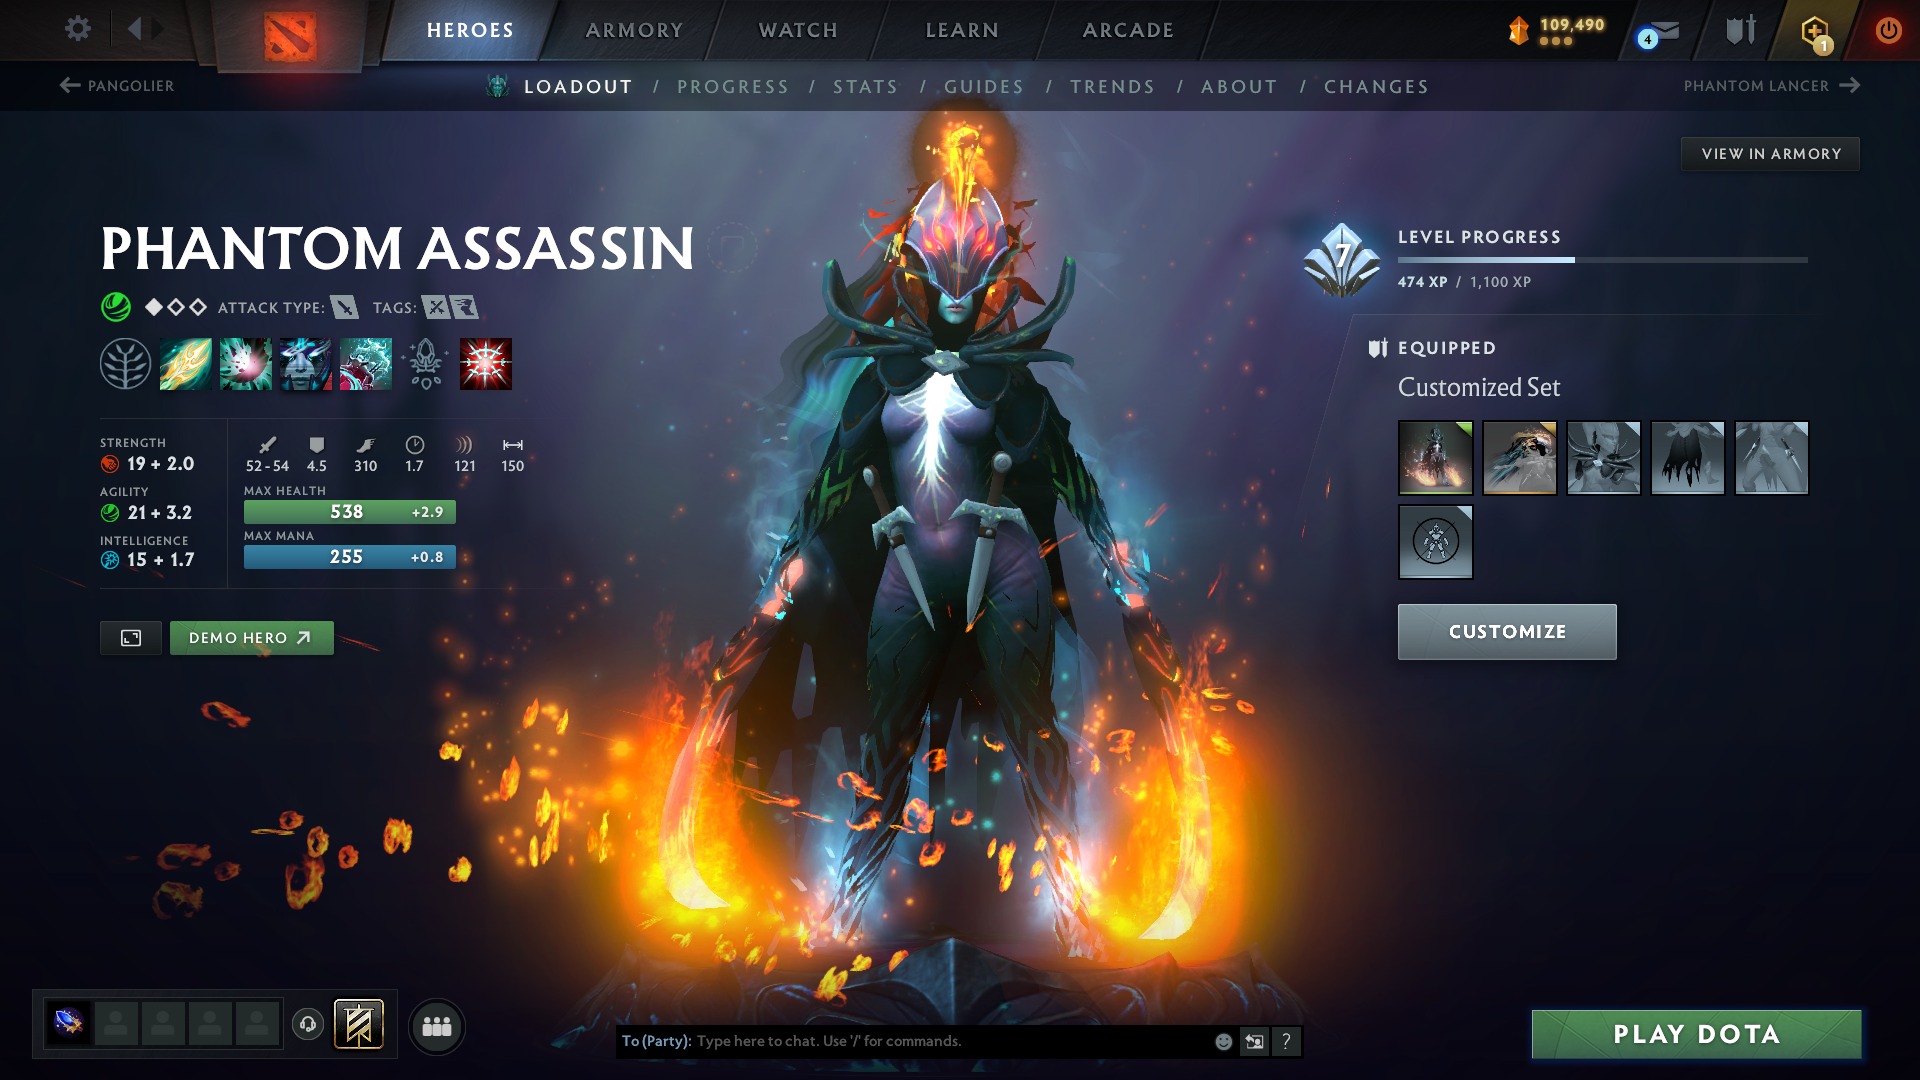 HEROES
ARMORY
WATCH
LEARN
ARCADE
109,490
4
1
PANGOLIER
LOADOUT / PROGRESS / STATS / GUIDES / TRENDS / ABOUT / CHANGES
PHANTOM LANCER
VIEW IN ARMORY
PHANTOM ASSASSIN
ATTACK TYPE:
TAGS:
STRENGTH
19 + 2.0
AGILITY
21 + 3.2
INTELLIGENCE
15 + 1.7
52 - 54
4.5
310
1.7
121
150
MAX HEALTH
538
+2.9
MAX MANA
255
+0.8
DEMO HERO
7
LEVEL PROGRESS
474 XP / 1,100 XP
EQUIPPED
Customized Set
CUSTOMIZE
To (Party): Type here to chat. Use '/' for commands.
?
PLAY DOTA